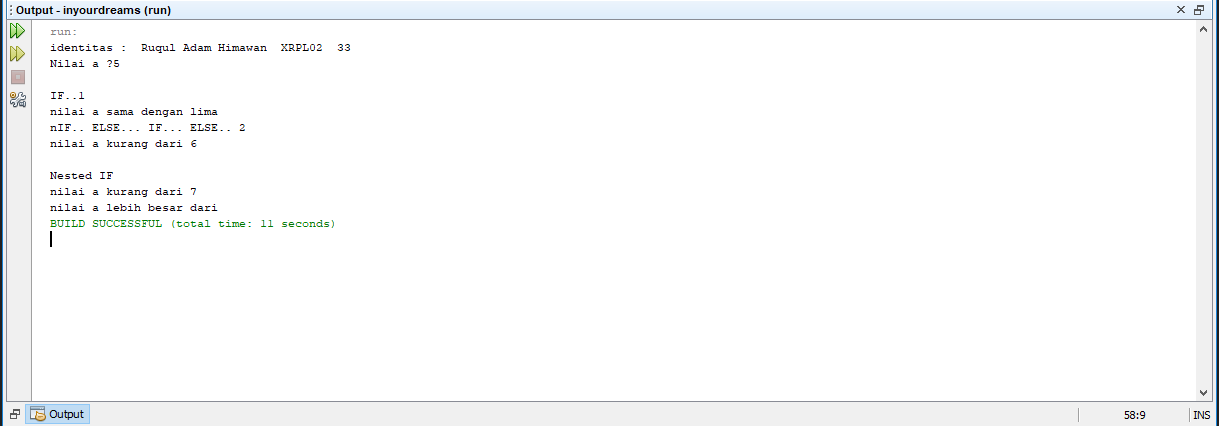 Output - inyourdreams (run)
run:
identitas :  Ruqul Adam Himawan  XRPL02  33
Nilai a ?5
IF..1
nilai a sama dengan lima
nIF.. ELSE... IF... ELSE.. 2
nilai a kurang dari 6
Nested IF
nilai a kurang dari 7
nilai a lebih besar dari
BUILD SUCCESSFUL (total time: 11 seconds)
Output
58:9
INS